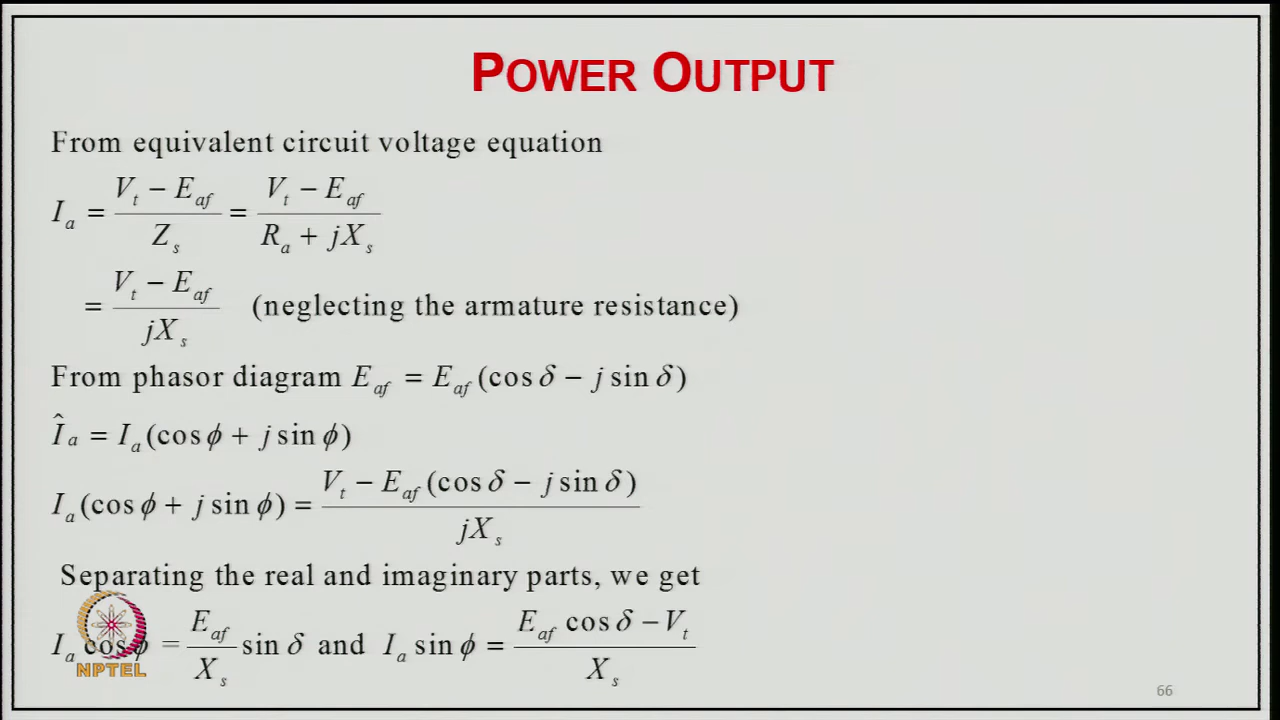 POWER OUTPUT
From equivalent circuit voltage equation
I_a = (V_t − E_af) / Z_s = (V_t − E_af) / (R_a + jX_s)
= (V_t − E_af) / (jX_s) (neglecting the armature resistance)
From phasor diagram E_af = E_af (cos δ − j sin δ)
Î_a = I_a (cos ϕ + j sin ϕ)
I_a (cos ϕ + j sin ϕ) = (V_t − E_af (cos δ − j sin δ)) / (jX_s)
Separating the real and imaginary parts, we get
I_a cos ϕ = (E_af / X_s) sin δ and I_a sin ϕ = (E_af cos δ − V_t) / X_s
NPTEL
66